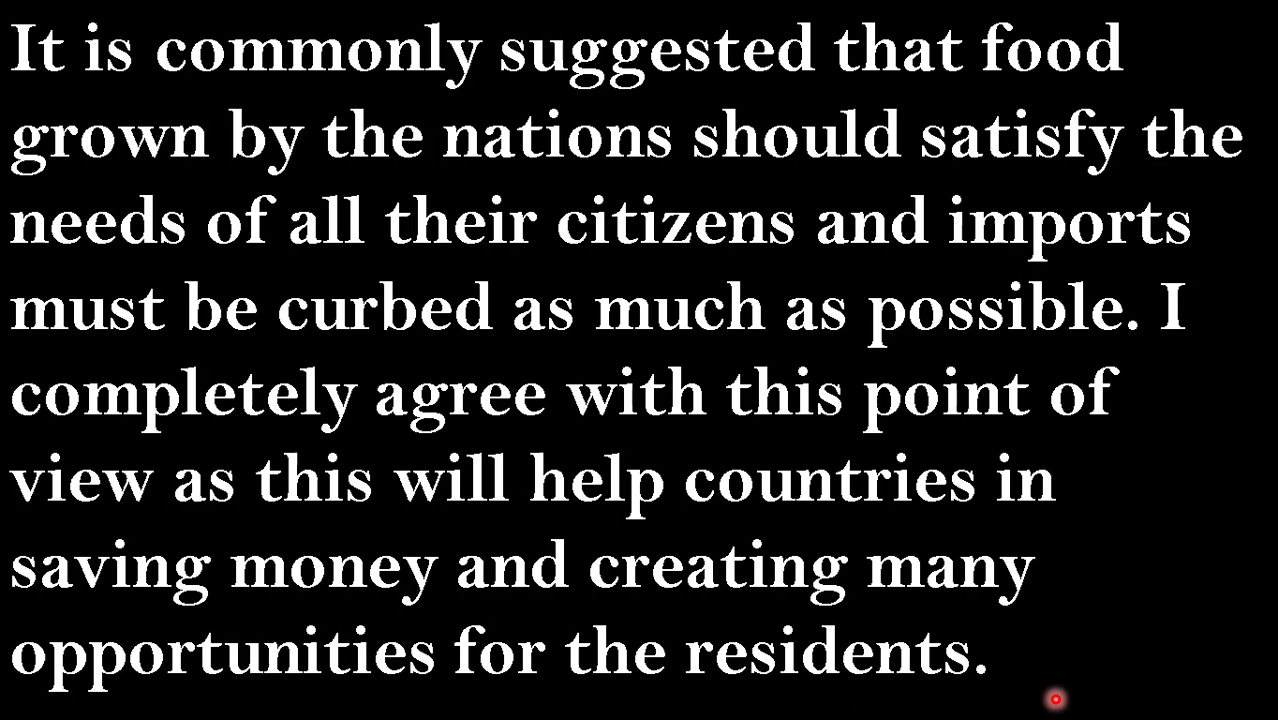 It is commonly suggested that food
grown by the nations should satisfy the
needs of all their citizens and imports
must be curbed as much as possible. I
completely agree with this point of
view as this will help countries in
saving money and creating many
opportunities for the residents.